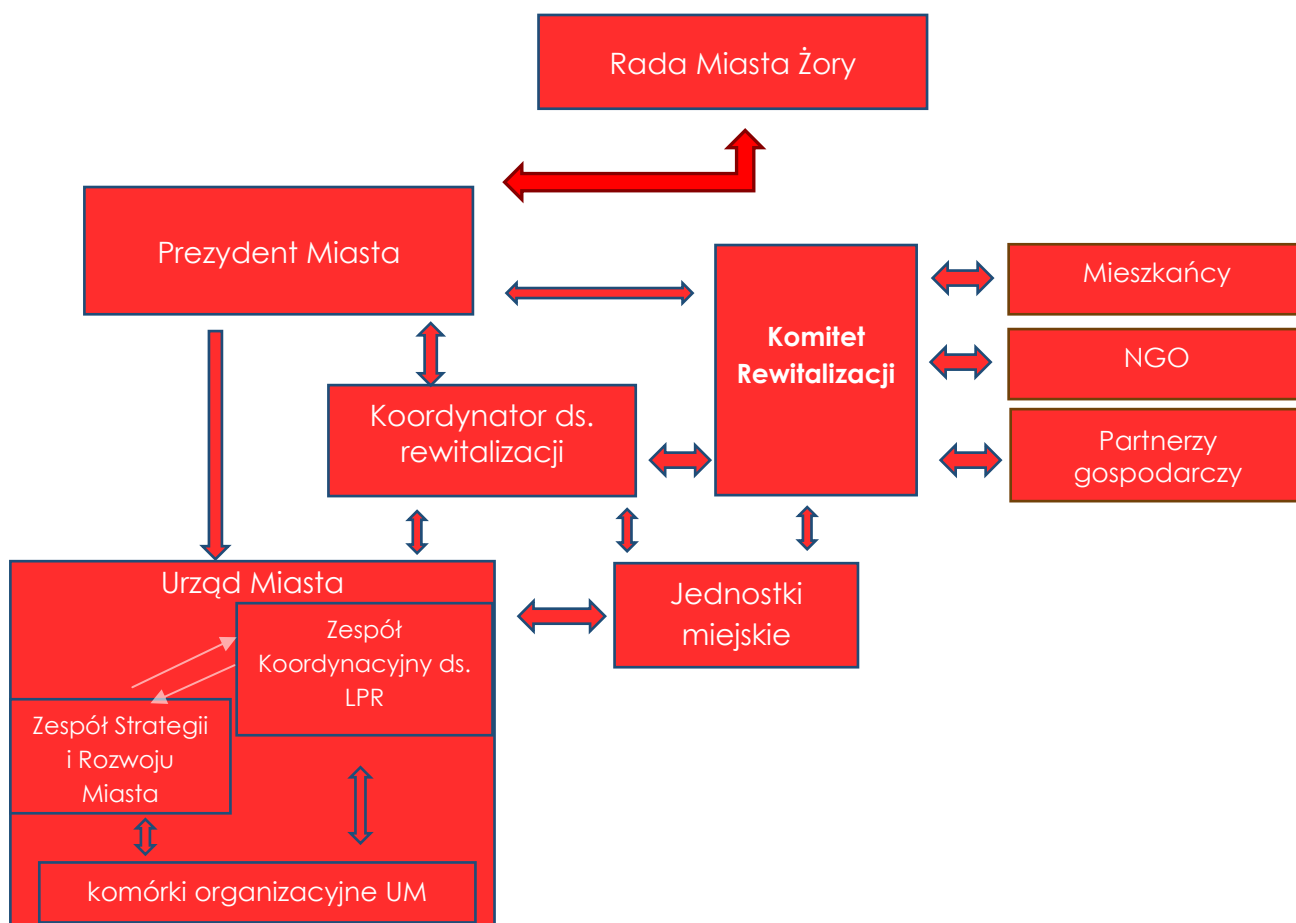 Rada Miasta Żory
Prezydent Miasta
Komitet
Rewitalizacji
Mieszkańcy
NGO
Partnerzy
gospodarczy
Koordynator ds.
rewitalizacji
Urząd Miasta
Zespół
Koordynacyjny ds.
LPR
Jednostki
miejskie
Zespół Strategii
i Rozwoju
Miasta
komórki organizacyjne UM